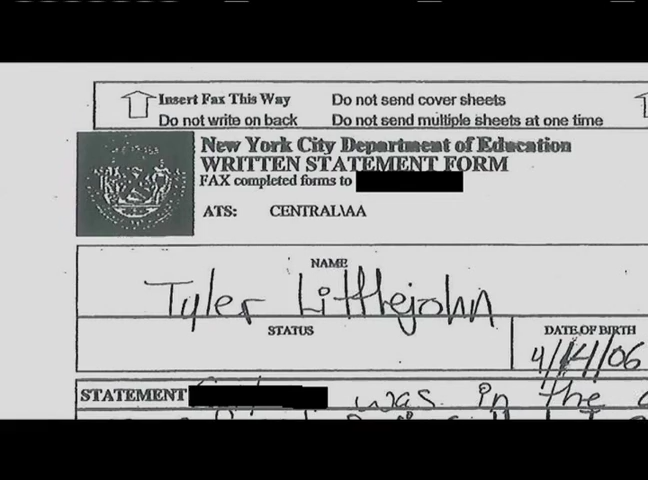 Insert Fax This Way Do not send cover sheets
Do not write on back Do not send multiple sheets at one time
New York City Department of Education
WRITTEN STATEMENT FORM
FAX completed forms to
ATS: CENTRAL\AA
NAME
Tyler Littlejohn
STATUS DATE OF BIRTH
4/14/06
STATEMENT was in the